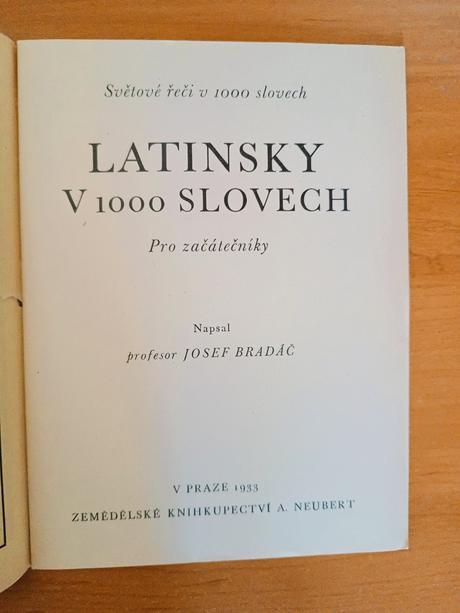 Světové řeči v 1000 slovech
LATINSKY
V 1000 SLOVECH
Pro začátečníky
Napsal
profesor JOSEF BRADÁČ
V PRAZE 1933
ZEMĚDĚLSKÉ KNIHKUPECTVÍ A. NEUBERT